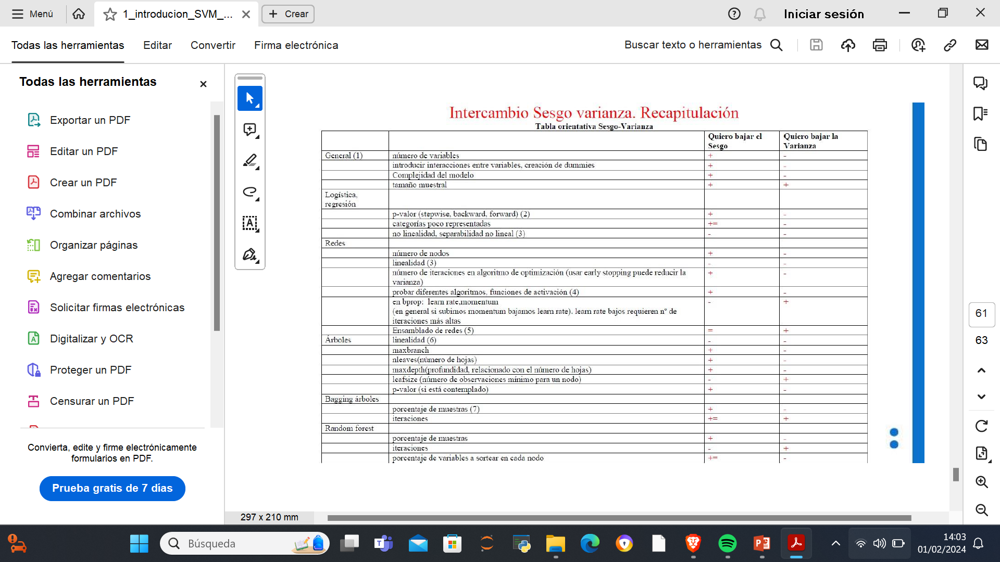 Menú
1_introducion_SVM_...
Crear
Iniciar sesión
Todas las herramientas
Editar
Convertir
Firma electrónica
Buscar texto o herramientas
Todas las herramientas
Exportar un PDF
Editar un PDF
Crear un PDF
Combinar archivos
Organizar páginas
Agregar comentarios
Solicitar firmas electrónicas
Digitalizar y OCR
Proteger un PDF
Censurar un PDF
Convierta, edite y firme electrónicamente
formularios en PDF.
Prueba gratis de 7 días
Intercambio Sesgo varianza. Recapitulación
Tabla orientativa Sesgo-Varianza
Quiero bajar el Sesgo Quiero bajar la Varianza
General (1) número de variables + -
introducir interacciones entre variables, creación de dummies + -
Complejidad del modelo + -
tamaño muestral + +
Logística,
regresión
p-valor (stepwise, backward, forward) (2) + -
categorías poco representadas += -
no linealidad, separabilidad no lineal (3) - -
Redes
número de nodos + -
linealidad (3) - -
número de iteraciones en algoritmo de optimización (usar early stopping puede reducir la + -
varianza)
probar diferentes algoritmos, funciones de activación (4) + -
en bprop: learn rate,momentum - +
(en general si subimos momentum bajamos learn rate). learn rate bajos requieren nº de
iteraciones más altas
Ensamblado de redes (5) = +
Árboles linealidad (6) - -
maxbranch + -
nleaves(número de hojas) + -
maxdepth(profundidad, relacionado con el número de hojas) + -
leafsize (número de observaciones mínimo para un nodo) - +
p-valor (si está contemplado) + -
Bagging árboles
porcentaje de muestras (7) + -
iteraciones += +
Random forest
porcentaje de muestras + -
iteraciones - +
porcentaje de variables a sortear en cada nodo += -
61
63
297 x 210 mm
Búsqueda
14:03
01/02/2024